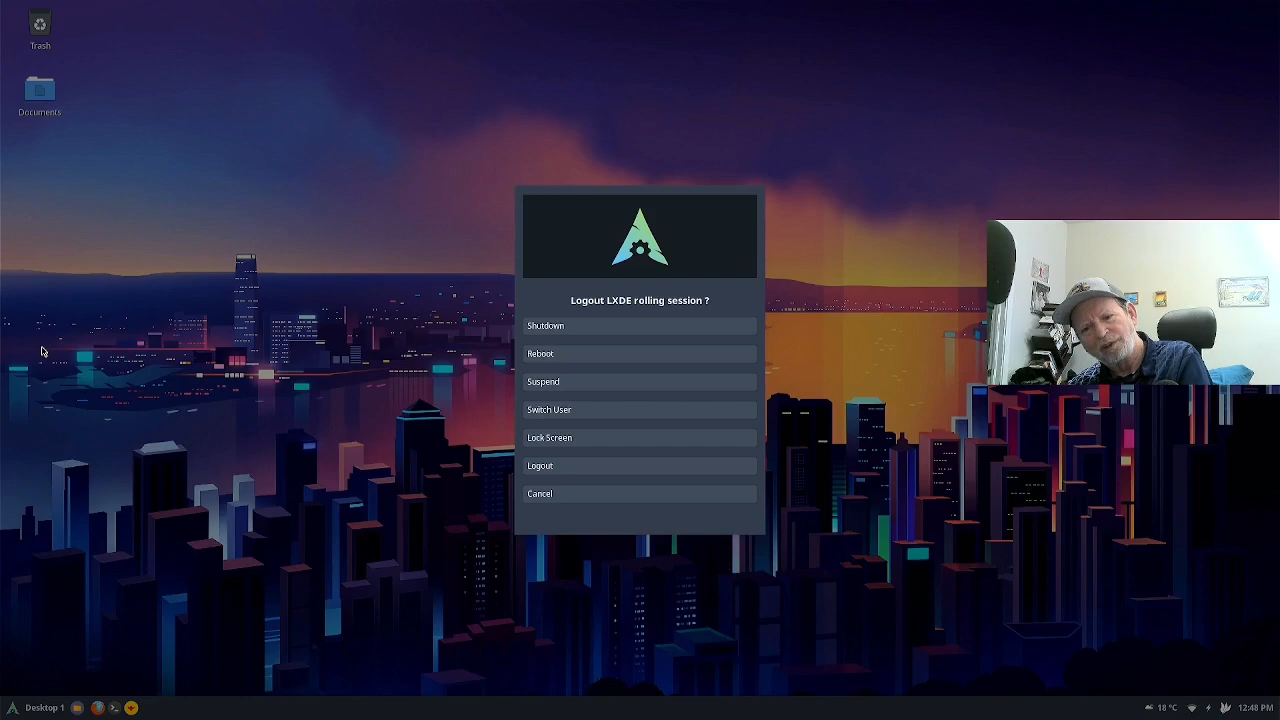 Trash
Documents
Logout LXDE rolling session ?
Shutdown
Reboot
Suspend
Switch User
Lock Screen
Logout
Cancel
Desktop 1
18 °C
12:48 PM